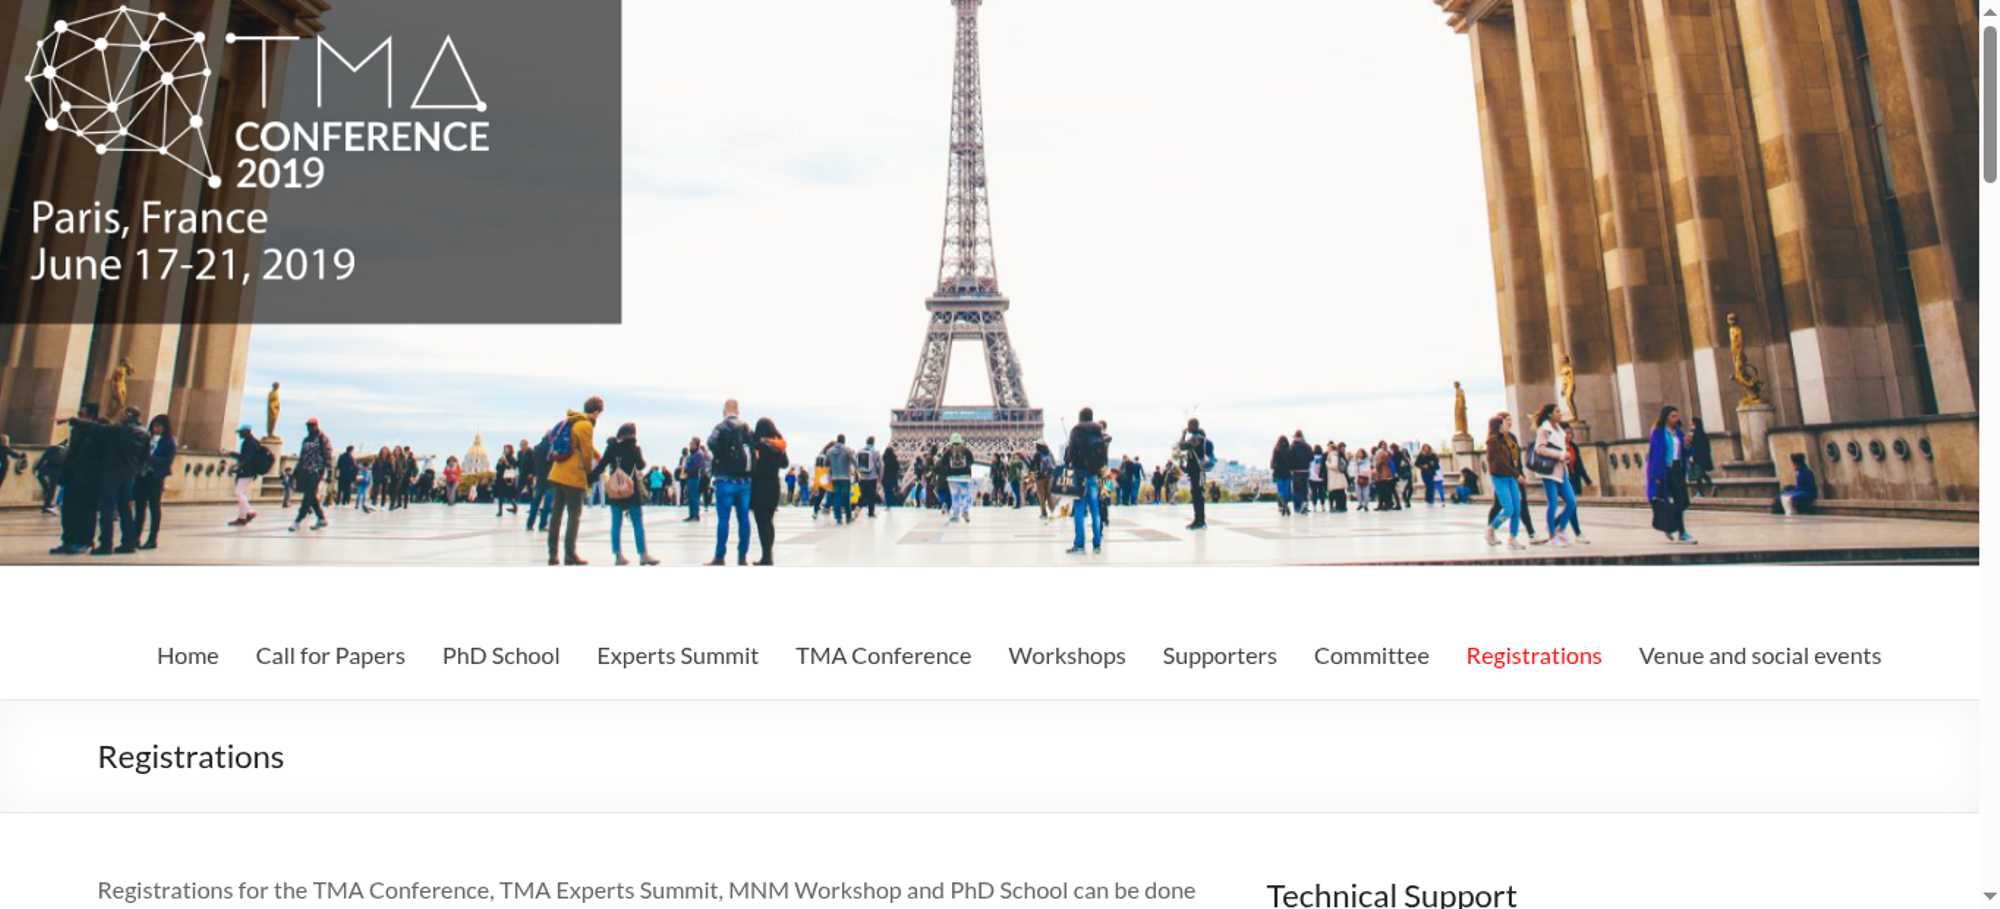 TMA
CONFERENCE
2019
Paris, France
June 17-21, 2019
Home Call for Papers PhD School Experts Summit TMA Conference Workshops Supporters Committee Registrations Venue and social events
Registrations
Registrations for the TMA Conference, TMA Experts Summit, MNM Workshop and PhD School can be done
Technical Support